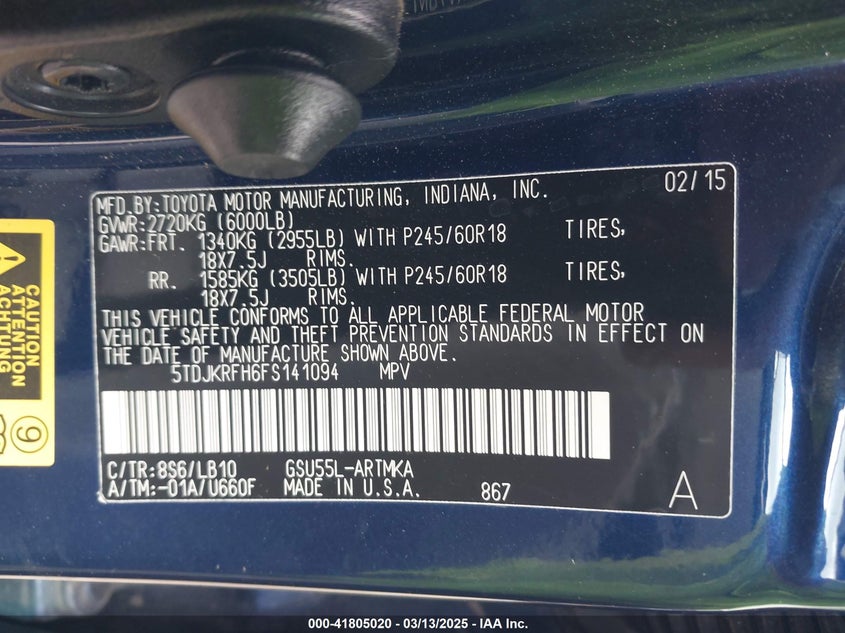 MFD.BY:TOYOTA MOTOR MANUFACTURING, INDIANA, INC. 02/15
GVWR:2720KG (6000LB)
GAWR:FRT. 1340KG (2955LB) WITH P245/60R18 TIRES,
18X7.5J RIMS.
RR. 1585KG (3505LB) WITH P245/60R18 TIRES,
18X7.5J RIMS.
THIS VEHICLE CONFORMS TO ALL APPLICABLE FEDERAL MOTOR
VEHICLE SAFETY AND THEFT PREVENTION STANDARDS IN EFFECT ON
THE DATE OF MANUFACTURE SHOWN ABOVE.
5TDJKRFH6FS141094 MPV
C/TR:8S6/LB10 GSU55L-ARTMKA
A/TM:-01A/U660F MADE IN U.S.A. 867 A
CAUTION
ATTENTION
ACHTUNG
9
000-41805020 — 03/13/2025 — IAA Inc.